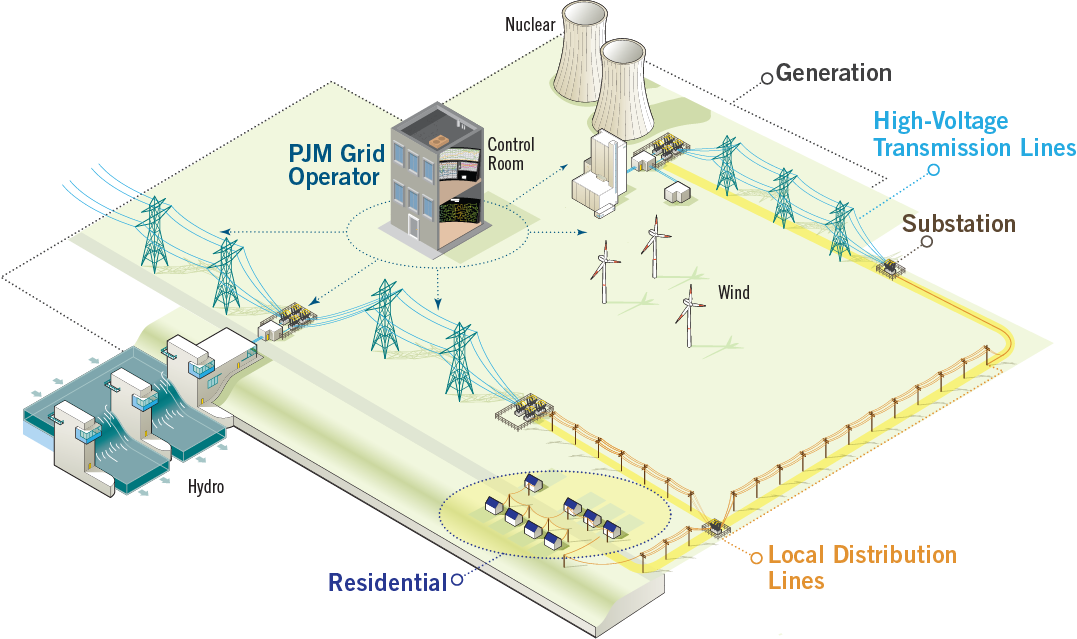 Nuclear
Generation
High-Voltage
Transmission Lines
PJM Grid
Operator
Control
Room
Substation
Wind
Hydro
Residential
Local Distribution
Lines